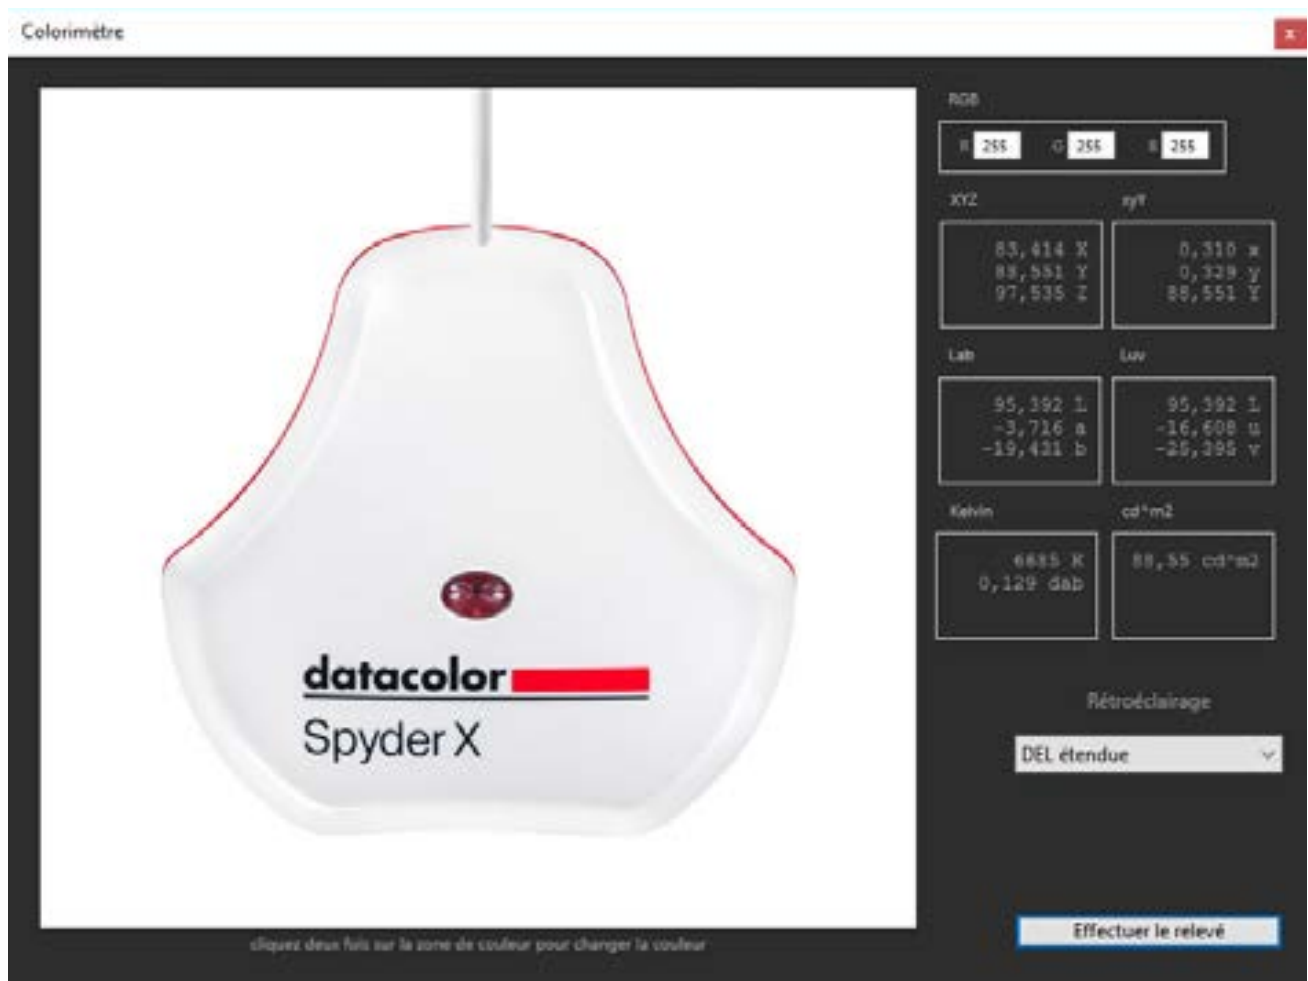 Colorimètre
x
RGB
R 255 G 255 B 255
XYZ
xyY
83,414 X
88,551 Y
97,535 Z
0,310 x
0,329 y
88,551 Y
Lab
Luv
95,392 L
-3,716 a
-19,431 b
95,392 L
-16,608 u
-25,395 v
Kelvin
cd^m2
6685 K
0,129 dab
88,55 cd^m2
datacolor
Spyder X
Rétroéclairage
DEL étendue
Effectuer le relevé
cliquez deux fois sur la zone de couleur pour changer la couleur